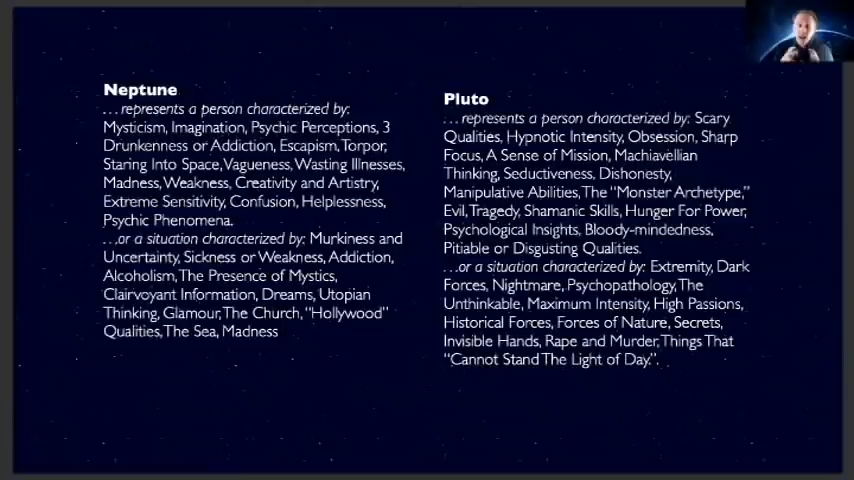 Neptune
...represents a person characterized by:
Mysticism, Imagination, Psychic Perceptions, 3
Drunkenness or Addiction, Escapism, Torpor,
Staring Into Space, Vagueness, Wasting Illnesses,
Madness, Weakness, Creativity and Artistry,
Extreme Sensitivity, Confusion, Helplessness,
Psychic Phenomena.
...or a situation characterized by: Murkiness and
Uncertainty, Sickness or Weakness, Addiction,
Alcoholism, The Presence of Mystics,
Clairvoyant Information, Dreams, Utopian
Thinking, Glamour, The Church, "Hollywood"
Qualities, The Sea, Madness
Pluto
...represents a person characterized by: Scary
Qualities, Hypnotic Intensity, Obsession, Sharp
Focus, A Sense of Mission, Machiavellian
Thinking, Seductiveness, Dishonesty,
Manipulative Abilities, The "Monster Archetype,"
Evil, Tragedy, Shamanic Skills, Hunger For Power,
Psychological Insights, Bloody-mindedness,
Pitiable or Disgusting Qualities.
...or a situation characterized by: Extremity, Dark
Forces, Nightmare, Psychopathology, The
Unthinkable, Maximum Intensity, High Passions,
Historical Forces, Forces of Nature, Secrets,
Invisible Hands, Rape and Murder, Things That
"Cannot Stand The Light of Day.".